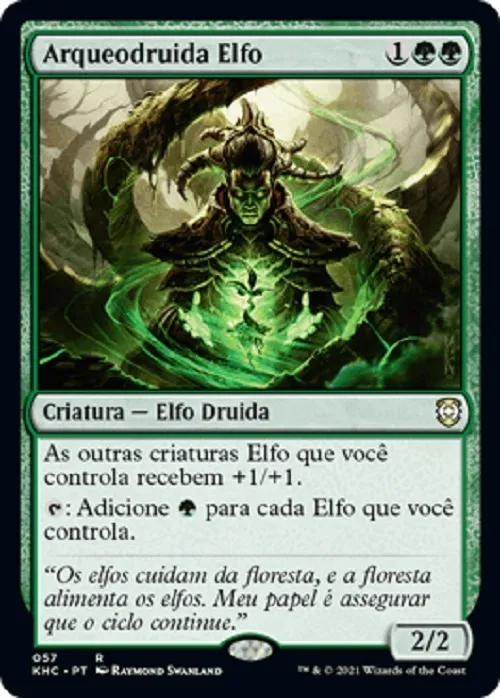 Arqueodruida Elfo 1
Criatura — Elfo Druida
As outras criaturas Elfo que você
controla recebem +1/+1.
: Adicione para cada Elfo que você
controla.
“Os elfos cuidam da floresta, e a floresta
alimenta os elfos. Meu papel é assegurar
que o ciclo continue.”
2/2
057 R
KHC • PT Raymond Swanland
™ & © 2021 Wizards of the Coast